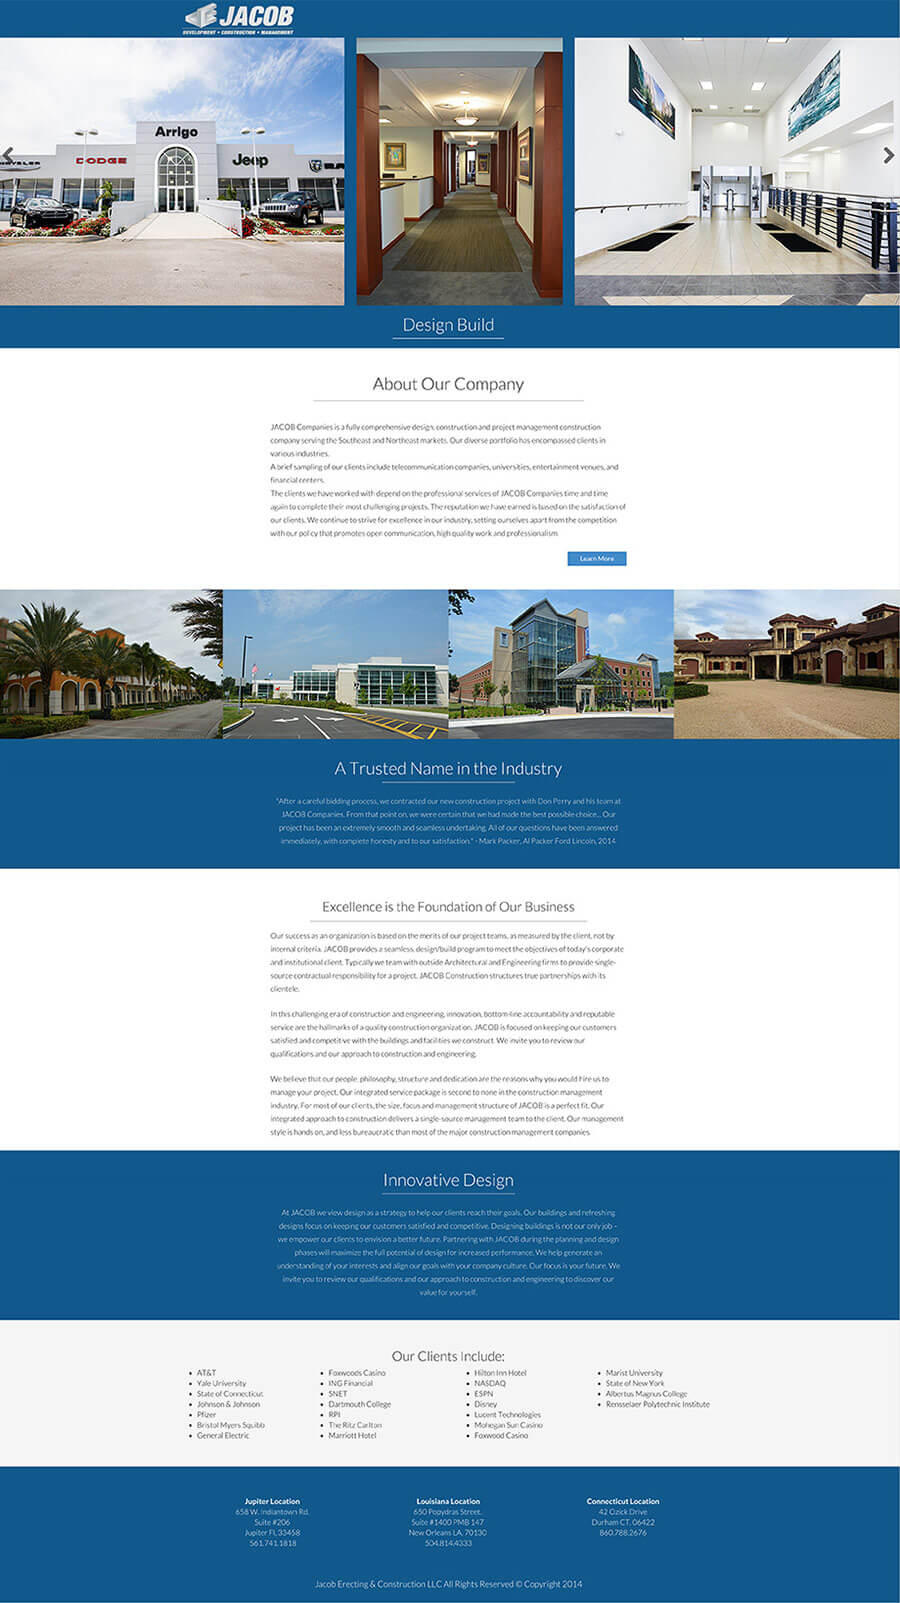 JACOB
DEVELOPMENT • CONSTRUCTION • MANAGEMENT
Arrigo
CHRYSLER
DODGE
Jeep
Design Build
About Our Company
JACOB Companies is a fully comprehensive design, construction and project management construction
company serving the Southeast and Northeast markets. Our diverse portfolio has encompassed clients in
various industries.
A brief sampling of our clients include telecommunication companies, universities, entertainment venues, and
financial centers.
The clients we have worked with depend on the professional services of JACOB Companies time and time
again to complete their most challenging projects. The reputation we have earned is based on the satisfaction of
our clients. We continue to strive for excellence in our industry, setting ourselves apart from the competition
with our policy that promotes open communication, high quality work and professionalism
Learn More
A Trusted Name in the Industry
"After a careful bidding process, we contracted our new construction project with Don Perry and his team at
JACOB Companies. From that point on, we were certain that we had made the best possible choice... Our
project has been an extremely smooth and seamless undertaking. All of our questions have been answered
immediately, with complete honesty and to our satisfaction." - Mark Packer, Al Packer Ford Lincoln, 2014
Excellence is the Foundation of Our Business
Our success as an organization is based on the merits of our project teams, as measured by the client, not by
internal criteria. JACOB provides a seamless, design/build program to meet the objectives of today's corporate
and institutional client. Typically we team with outside Architectural and Engineering firms to provide single-
source contractual responsibility for a project. JACOB Construction structures true partnerships with its
clientele.
In this challenging era of construction and engineering, innovation, bottom-line accountability and reputable
service are the hallmarks of a quality construction organization. JACOB is focused on keeping our customers
satisfied and competitive with the buildings and facilities we construct. We invite you to review our
qualifications and our approach to construction and engineering.
We believe that our people, philosophy, structure and dedication are the reasons why you would hire us to
manage your project. Our integrated service package is second to none in the construction management
industry. For most of our clients, the size, focus and management structure of JACOB is a perfect fit. Our
integrated approach to construction delivers a single-source management team to the client. Our management
style is hands on, and less bureaucratic than most of the major construction management companies.
Innovative Design
At JACOB we view design as a strategy to help our clients reach their goals. Our buildings and refreshing
designs focus on keeping our customers satisfied and competitive. Designing buildings is not our only job –
we empower our clients to envision a better future. Partnering with JACOB during the planning and design
phases will maximize the full potential of design for increased performance. We help generate an
understanding of your interests and align our goals with your company culture. Our focus is your future. We
invite you to review our qualifications and our approach to construction and engineering to discover our
value for yourself.
Our Clients Include:
• AT&T
• Yale University
• State of Connecticut
• Johnson & Johnson
• Pfizer
• Bristol Myers Squibb
• General Electric
• Foxwoods Casino
• ING Financial
• SNET
• Dartmouth College
• RPI
• The Ritz Carlton
• Marriott Hotel
• Hilton Inn Hotel
• NASDAQ
• ESPN
• Disney
• Lucent Technologies
• Mohegan Sun Casino
• Foxwood Casino
• Marist University
• State of New York
• Albertus Magnus College
• Rensselaer Polytechnic Institute
Jupiter Location
658 W. Indiantown Rd.
Suite #206
Jupiter Fl, 33458
561.741.1818
Louisiana Location
650 Popydras Street.
Suite #1400 PMB 147
New Orleans LA, 70130
504.814.4333
Connecticut Location
42 Ozick Drive
Durham CT. 06422
860.788.2676
Jacob Erecting & Construction LLC All Rights Reserved © Copyright 2014